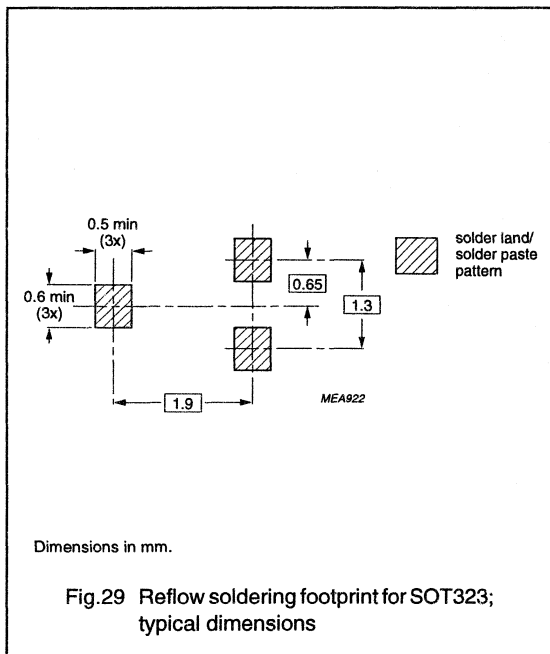 0.5 min
(3x)
0.6 min
(3x)
0.65
1.3
1.9
solder land/
solder paste
pattern
MEA922
Dimensions in mm.
Fig.29 Reflow soldering footprint for SOT323;
typical dimensions